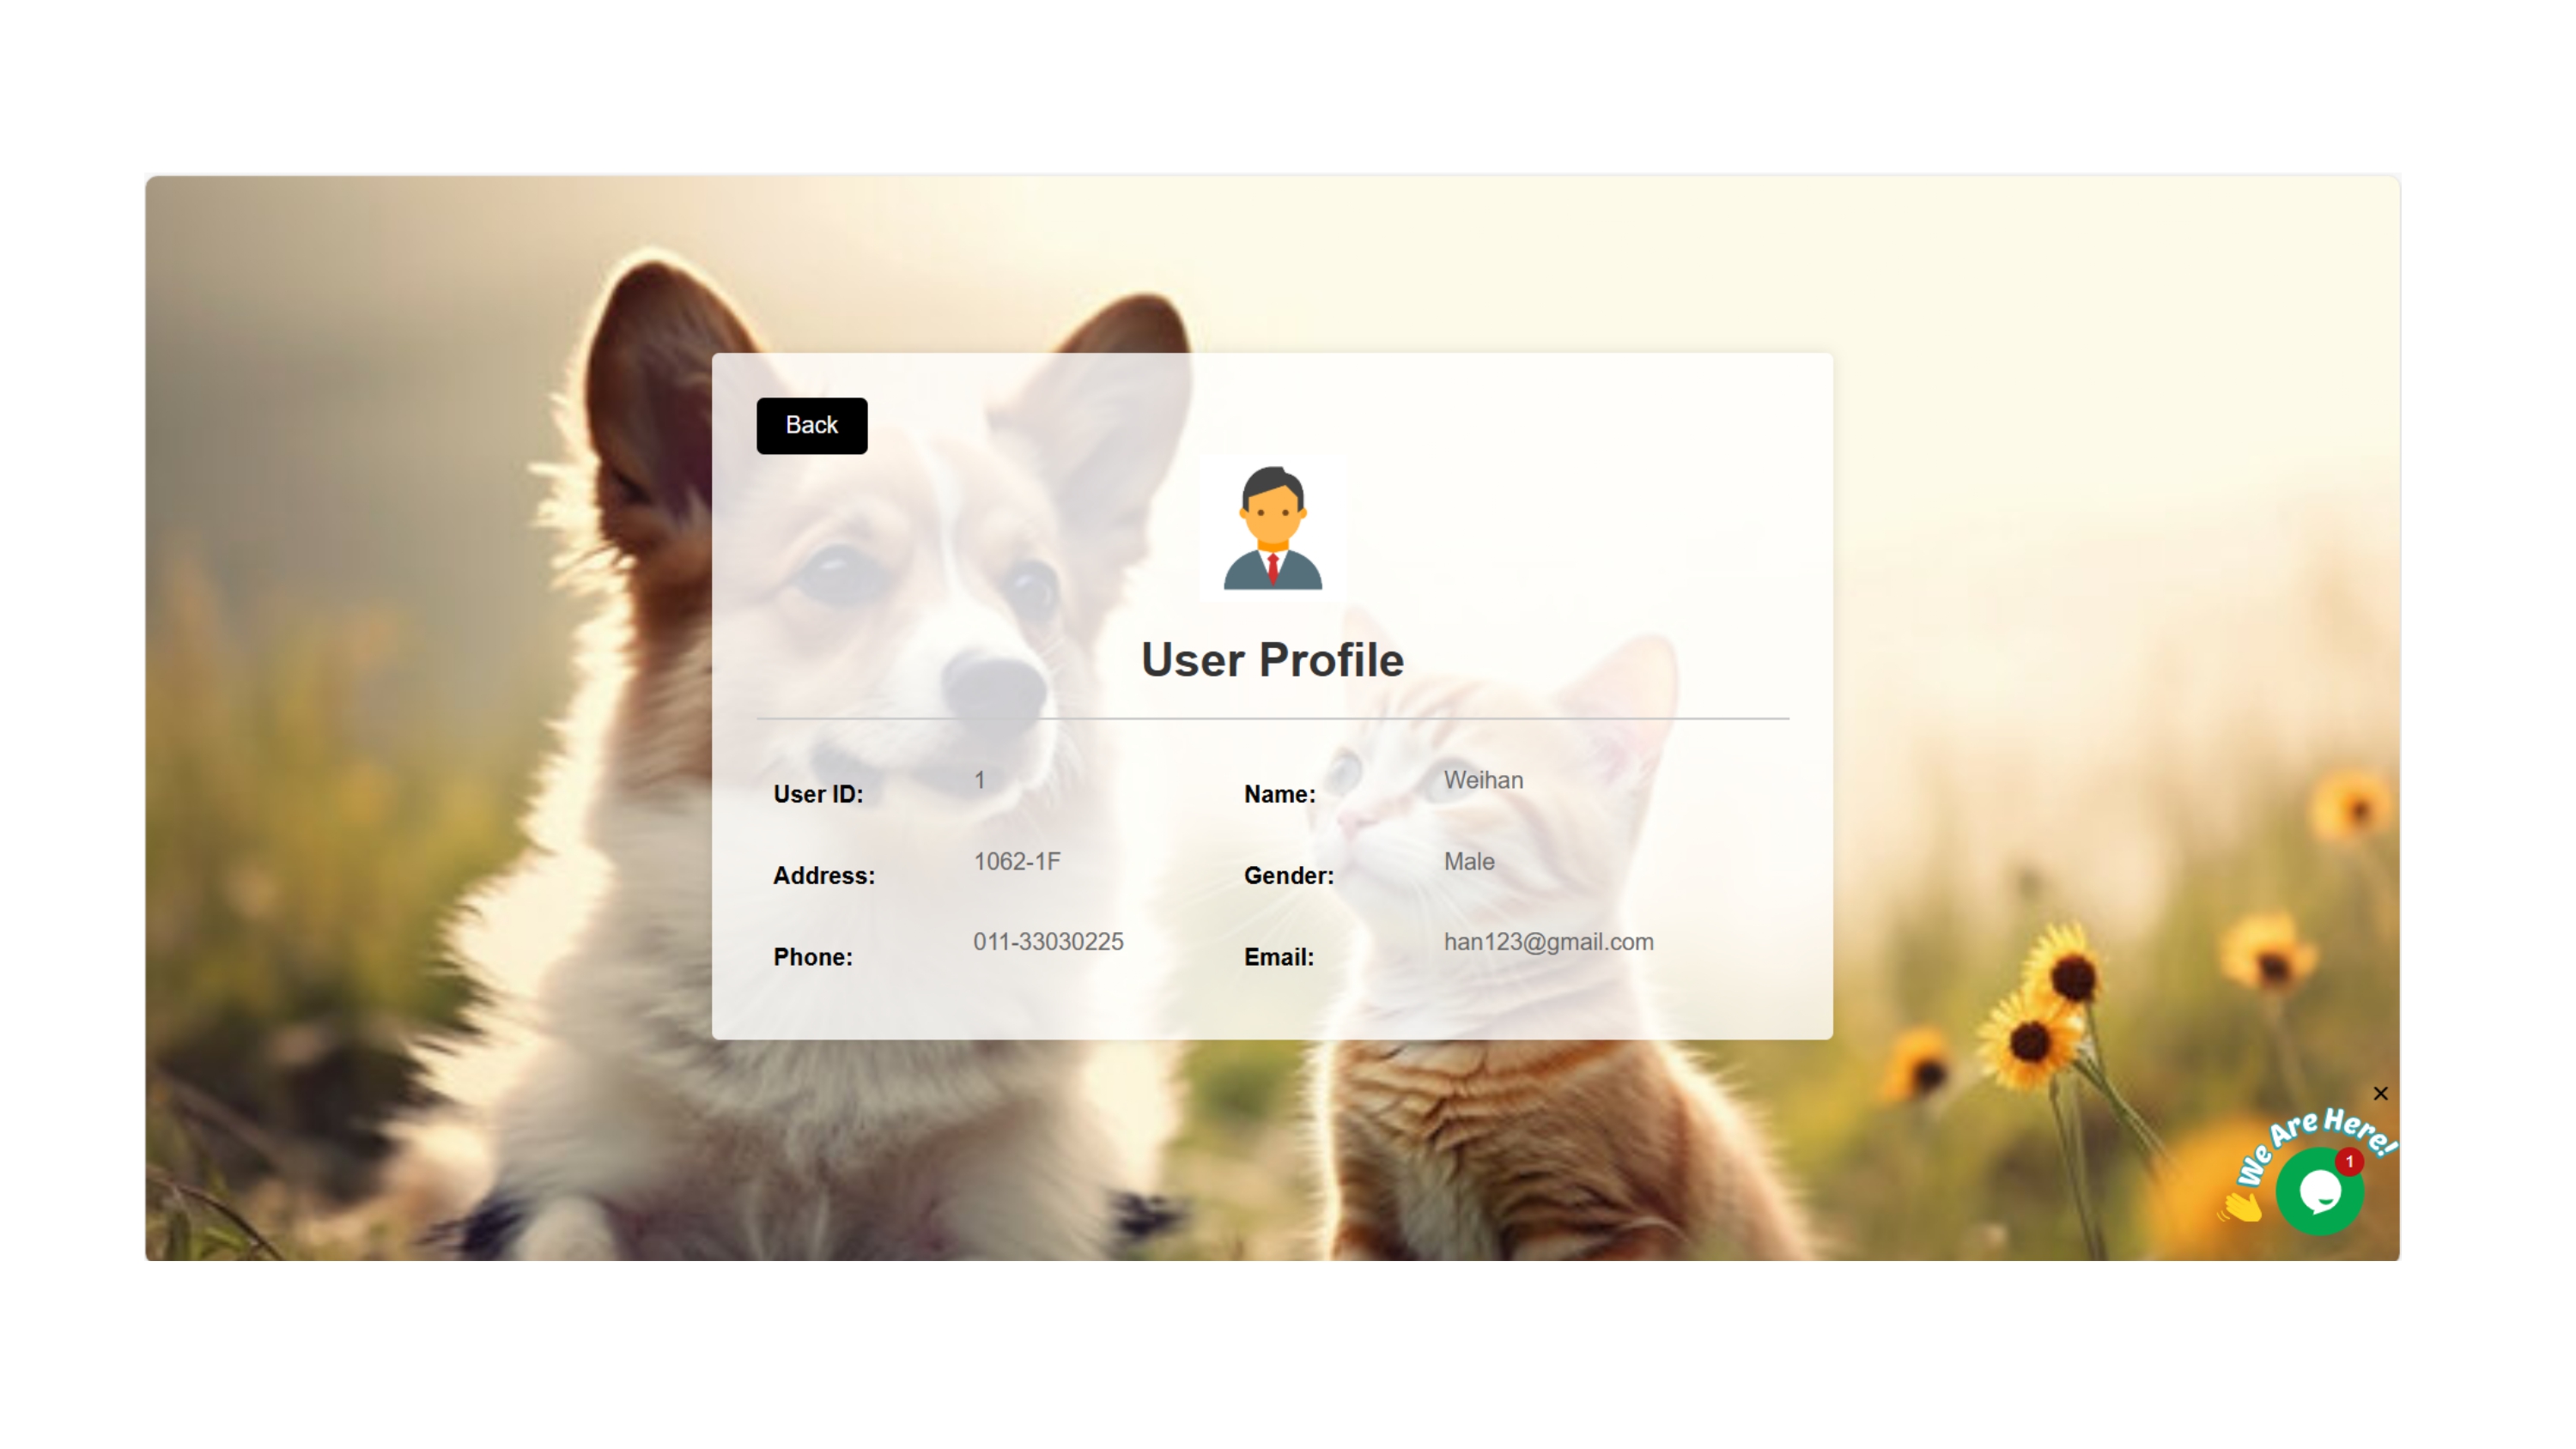 Back
User Profile
User ID: 1 Name: Weihan
Address: 1062-1F Gender: Male
Phone: 011-33030225 Email: han123@gmail.com
We Are Here!
1